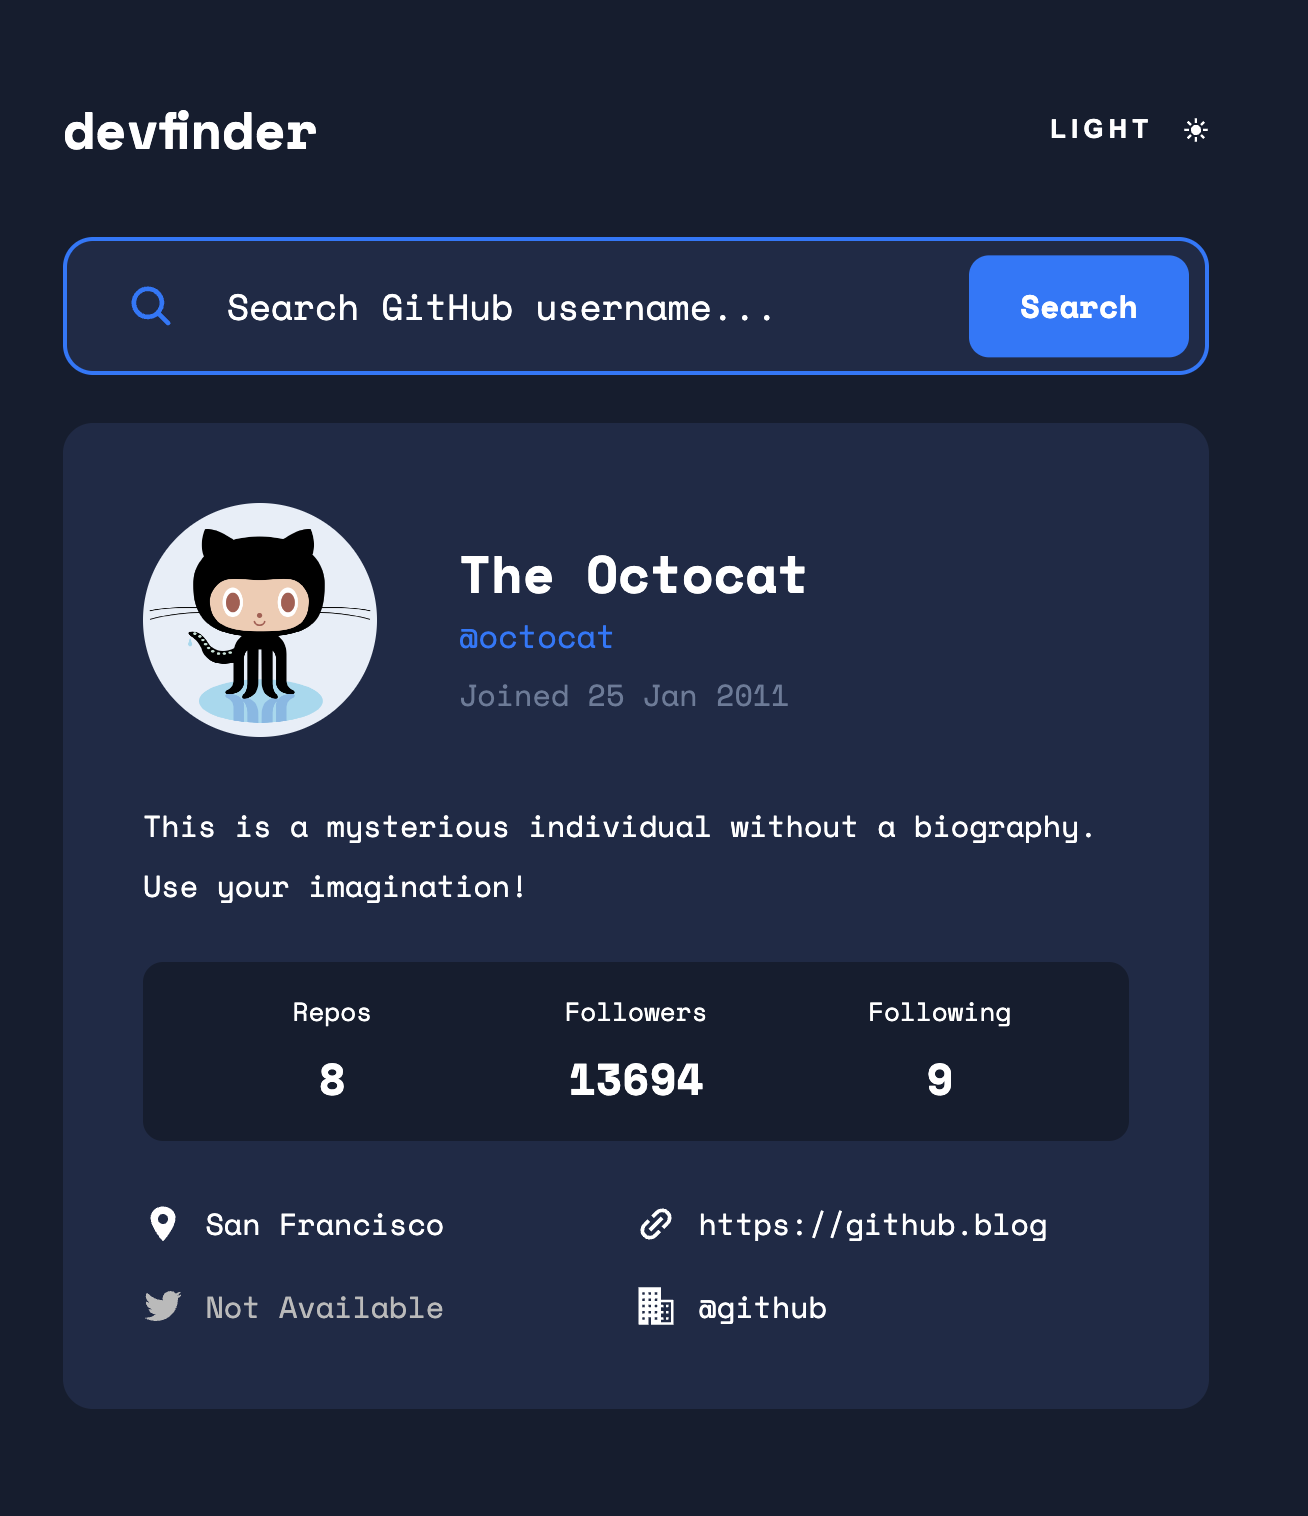 devfinder
LIGHT
Search GitHub username...
Search
The Octocat
@octocat
Joined 25 Jan 2011
This is a mysterious individual without a biography.
Use your imagination!
Repos Followers Following
8 13694 9
San Francisco
https://github.blog
Not Available
@github